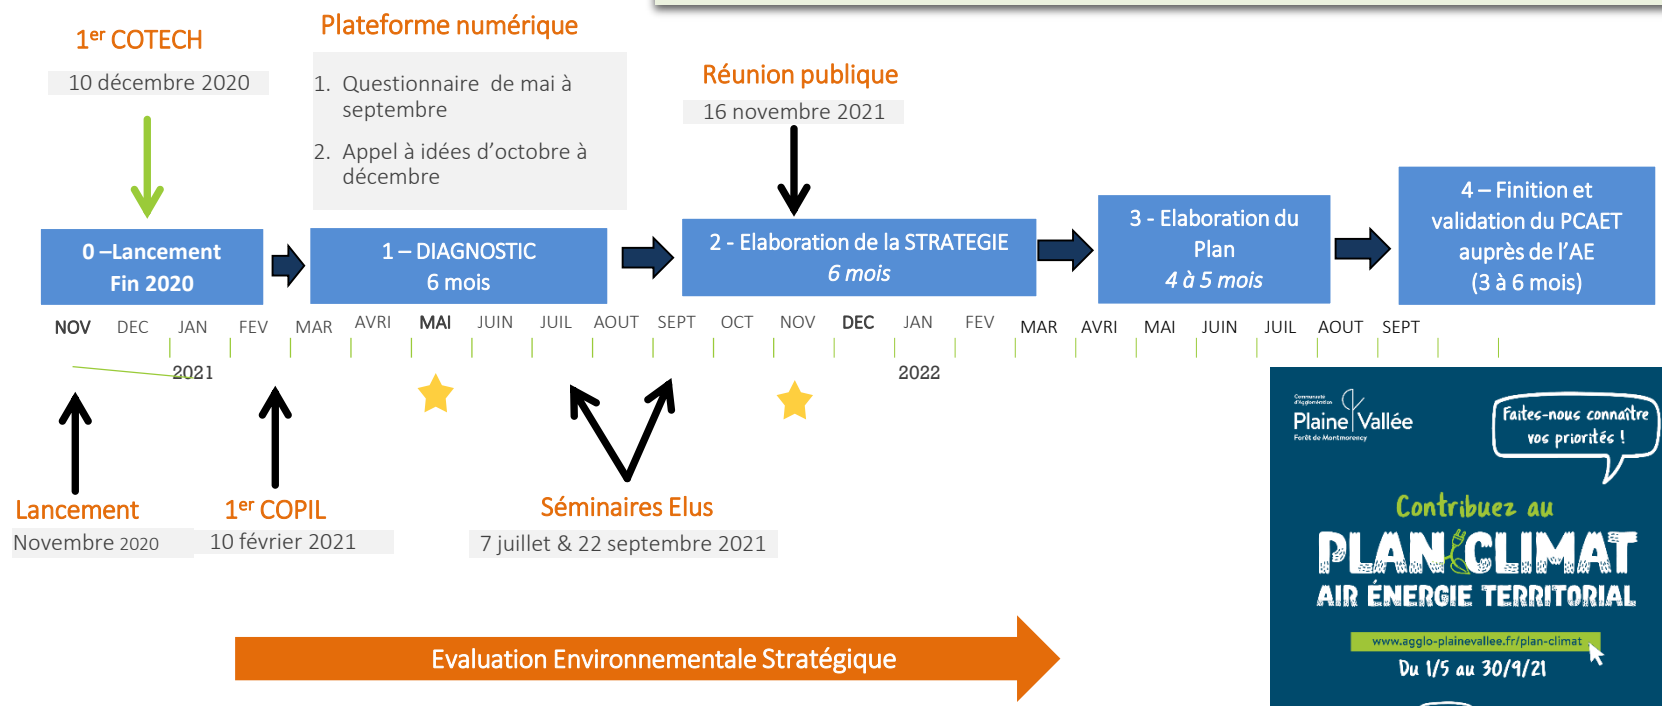 1er COTECH
10 décembre 2020
Plateforme numérique
1. Questionnaire de mai à
septembre
2. Appel à idées d’octobre à
décembre
Réunion publique
16 novembre 2021
0 –Lancement
Fin 2020
1 – DIAGNOSTIC
6 mois
2 - Elaboration de la STRATEGIE
6 mois
3 - Elaboration du
Plan
4 à 5 mois
4 – Finition et
validation du PCAET
auprès de l’AE
(3 à 6 mois)
NOV DEC JAN FEV MAR AVRI MAI JUIN JUIL AOUT SEPT OCT NOV DEC JAN FEV MAR AVRI MAI JUIN JUIL AOUT SEPT
2021 2022
Lancement
Novembre 2020
1er COPIL
10 février 2021
Séminaires Elus
7 juillet & 22 septembre 2021
Evaluation Environnementale Stratégique
Communauté
d'Agglomération
Plaine Vallée
Forêt de Montmorency
Faites-nous connaître
vos priorités !
Contribuez au
PLAN CLIMAT
AIR ÉNERGIE TERRITORIAL
www.agglo-plainevallee.fr/plan-climat
Du 1/5 au 30/9/21